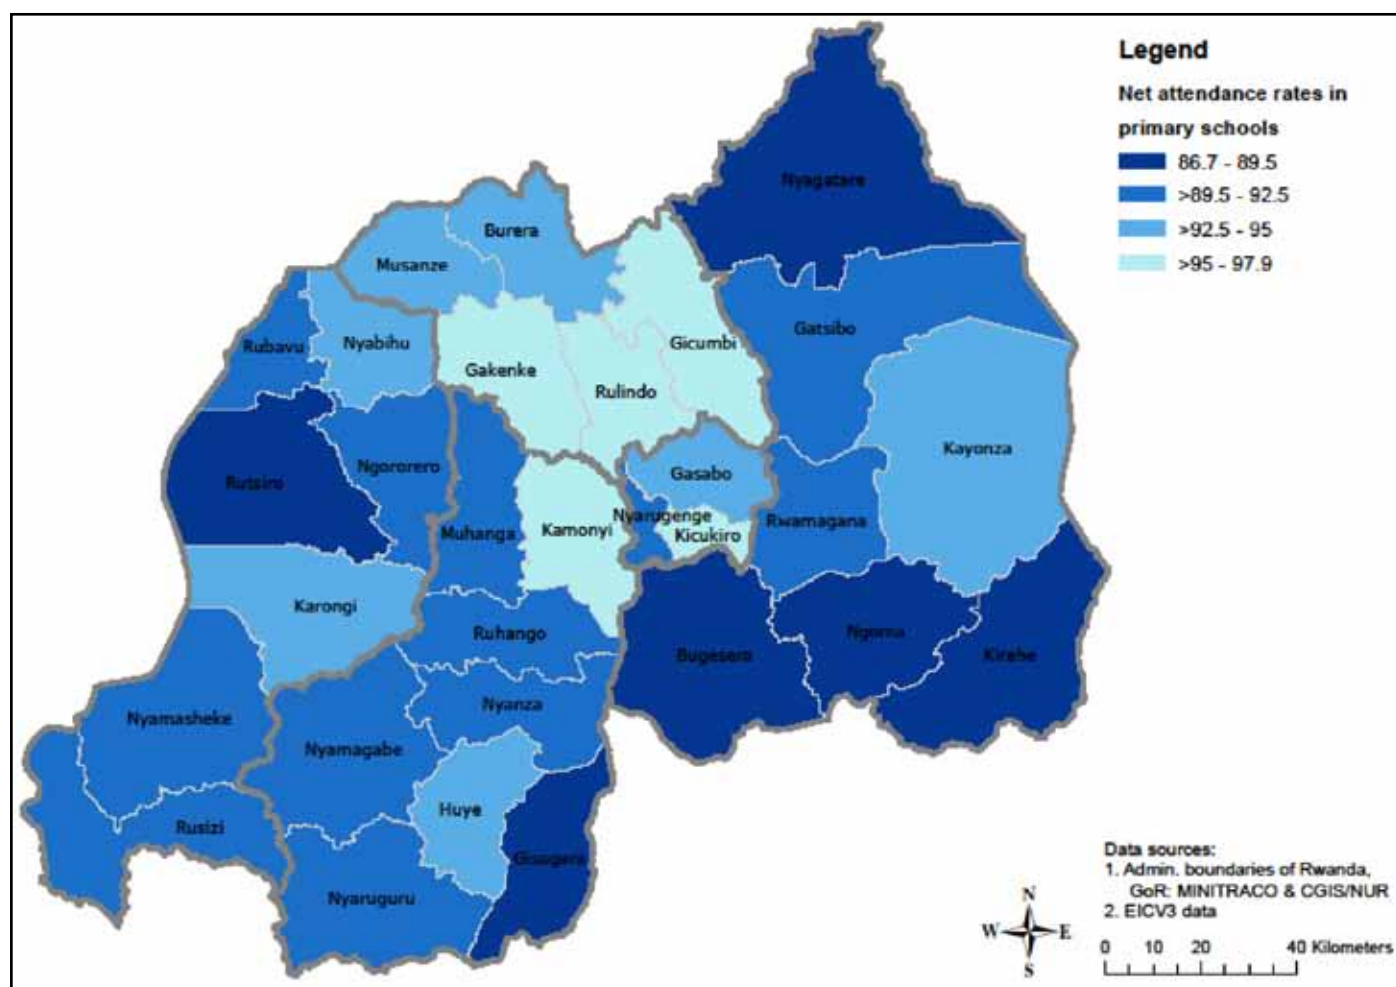 Legend
Net attendance rates in
primary schools
86.7 - 89.5
>89.5 - 92.5
>92.5 - 95
>95 - 97.9
Nyagatare
Burera
Musanze
Gatsibo
Gicumbi
Nyabihu
Rubavu
Gakenke
Rulindo
Kayonza
Ngororero
Gasabo
Rutsiro
Nyarugenge
Rwamagana
Kamonyi
Muhanga
Kicukiro
Karongi
Ruhango
Ngoma
Bugesera
Kirehe
Nyanza
Nyamasheke
Nyamagabe
Huye
Rusizi
Gisagara
Nyaruguru
Data sources:
1. Admin. boundaries of Rwanda,
GoR: MINITRACO & CGIS/NUR
2. EICV3 data
N
W E
S
0 10 20 40 Kilometers